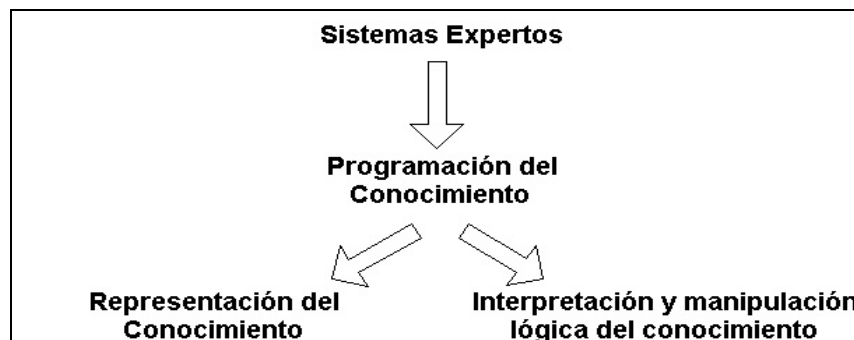 Sistemas Expertos
Programación del
Conocimiento
Representación del
Conocimiento
Interpretación y manipulación
lógica del conocimiento